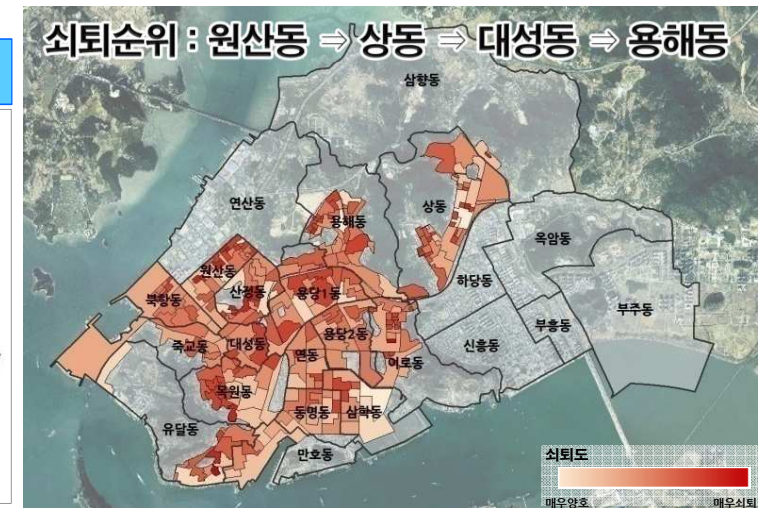 쇠퇴순위 : 원산동 ⇨ 상동 ⇨ 대성동 ⇨ 용해동
삼향동
연산동
용해동
상동
옥암동
원산동
산정동
하당동
북항동
용당1동
부주동
부흥동
죽교동
대성동
용당2동
신흥동
연동
이로동
목원동
동명동
삼학동
유달동
만호동
쇠퇴도
매우양호
매우쇠퇴